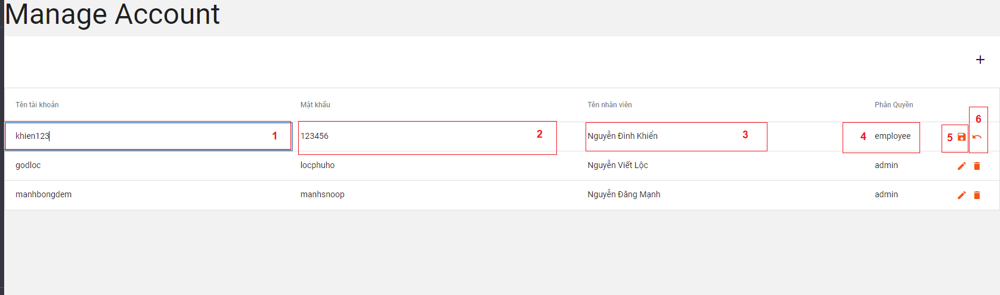 Manage Account
Tên tài khoản Mật khẩu Tên nhân viên Phân Quyền
khien123 1 123456 2 Nguyễn Đình Khiển 3 4 employee 5 6
godloc locphuho Nguyễn Viết Lộc admin
manhbongdem manhsnoop Nguyễn Đăng Mạnh admin